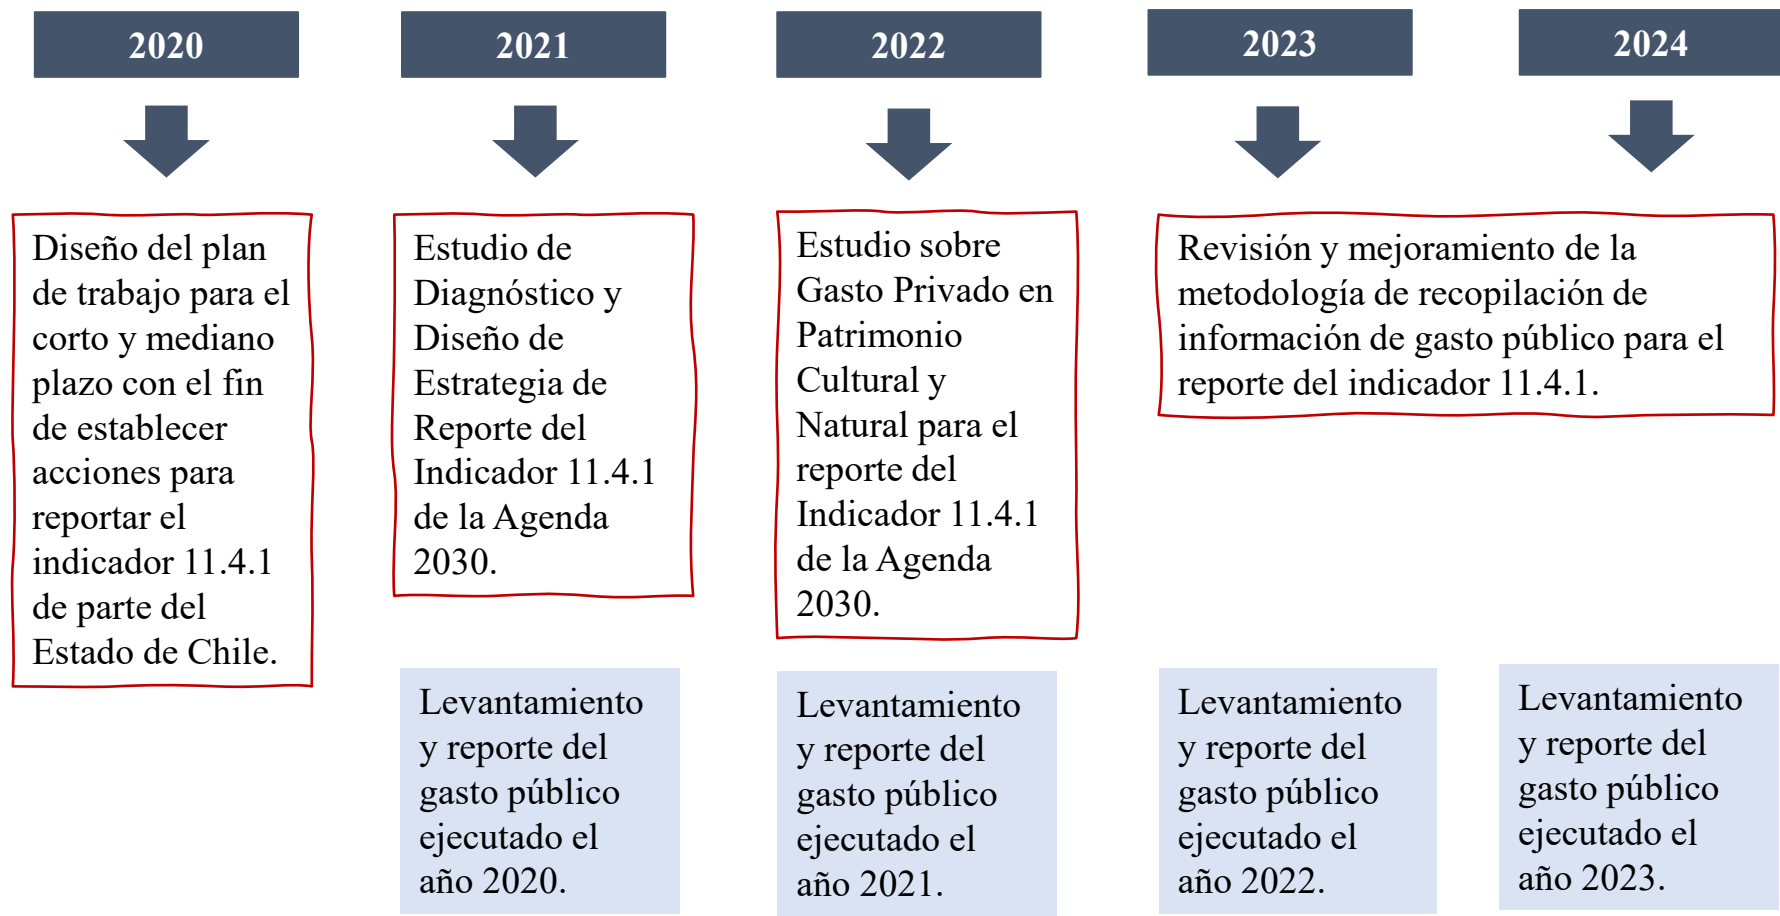 2020
2021
2022
2023
2024
Diseño del plan
de trabajo para el
corto y mediano
plazo con el fin
de establecer
acciones para
reportar el
indicador 11.4.1
de parte del
Estado de Chile.
Estudio de
Diagnóstico y
Diseño de
Estrategia de
Reporte del
Indicador 11.4.1
de la Agenda
2030.
Estudio sobre
Gasto Privado en
Patrimonio
Cultural y
Natural para el
reporte del
Indicador 11.4.1
de la Agenda
2030.
Revisión y mejoramiento de la
metodología de recopilación de
información de gasto público para el
reporte del indicador 11.4.1.
Levantamiento
y reporte del
gasto público
ejecutado el
año 2020.
Levantamiento
y reporte del
gasto público
ejecutado el
año 2021.
Levantamiento
y reporte del
gasto público
ejecutado el
año 2022.
Levantamiento
y reporte del
gasto público
ejecutado el
año 2023.